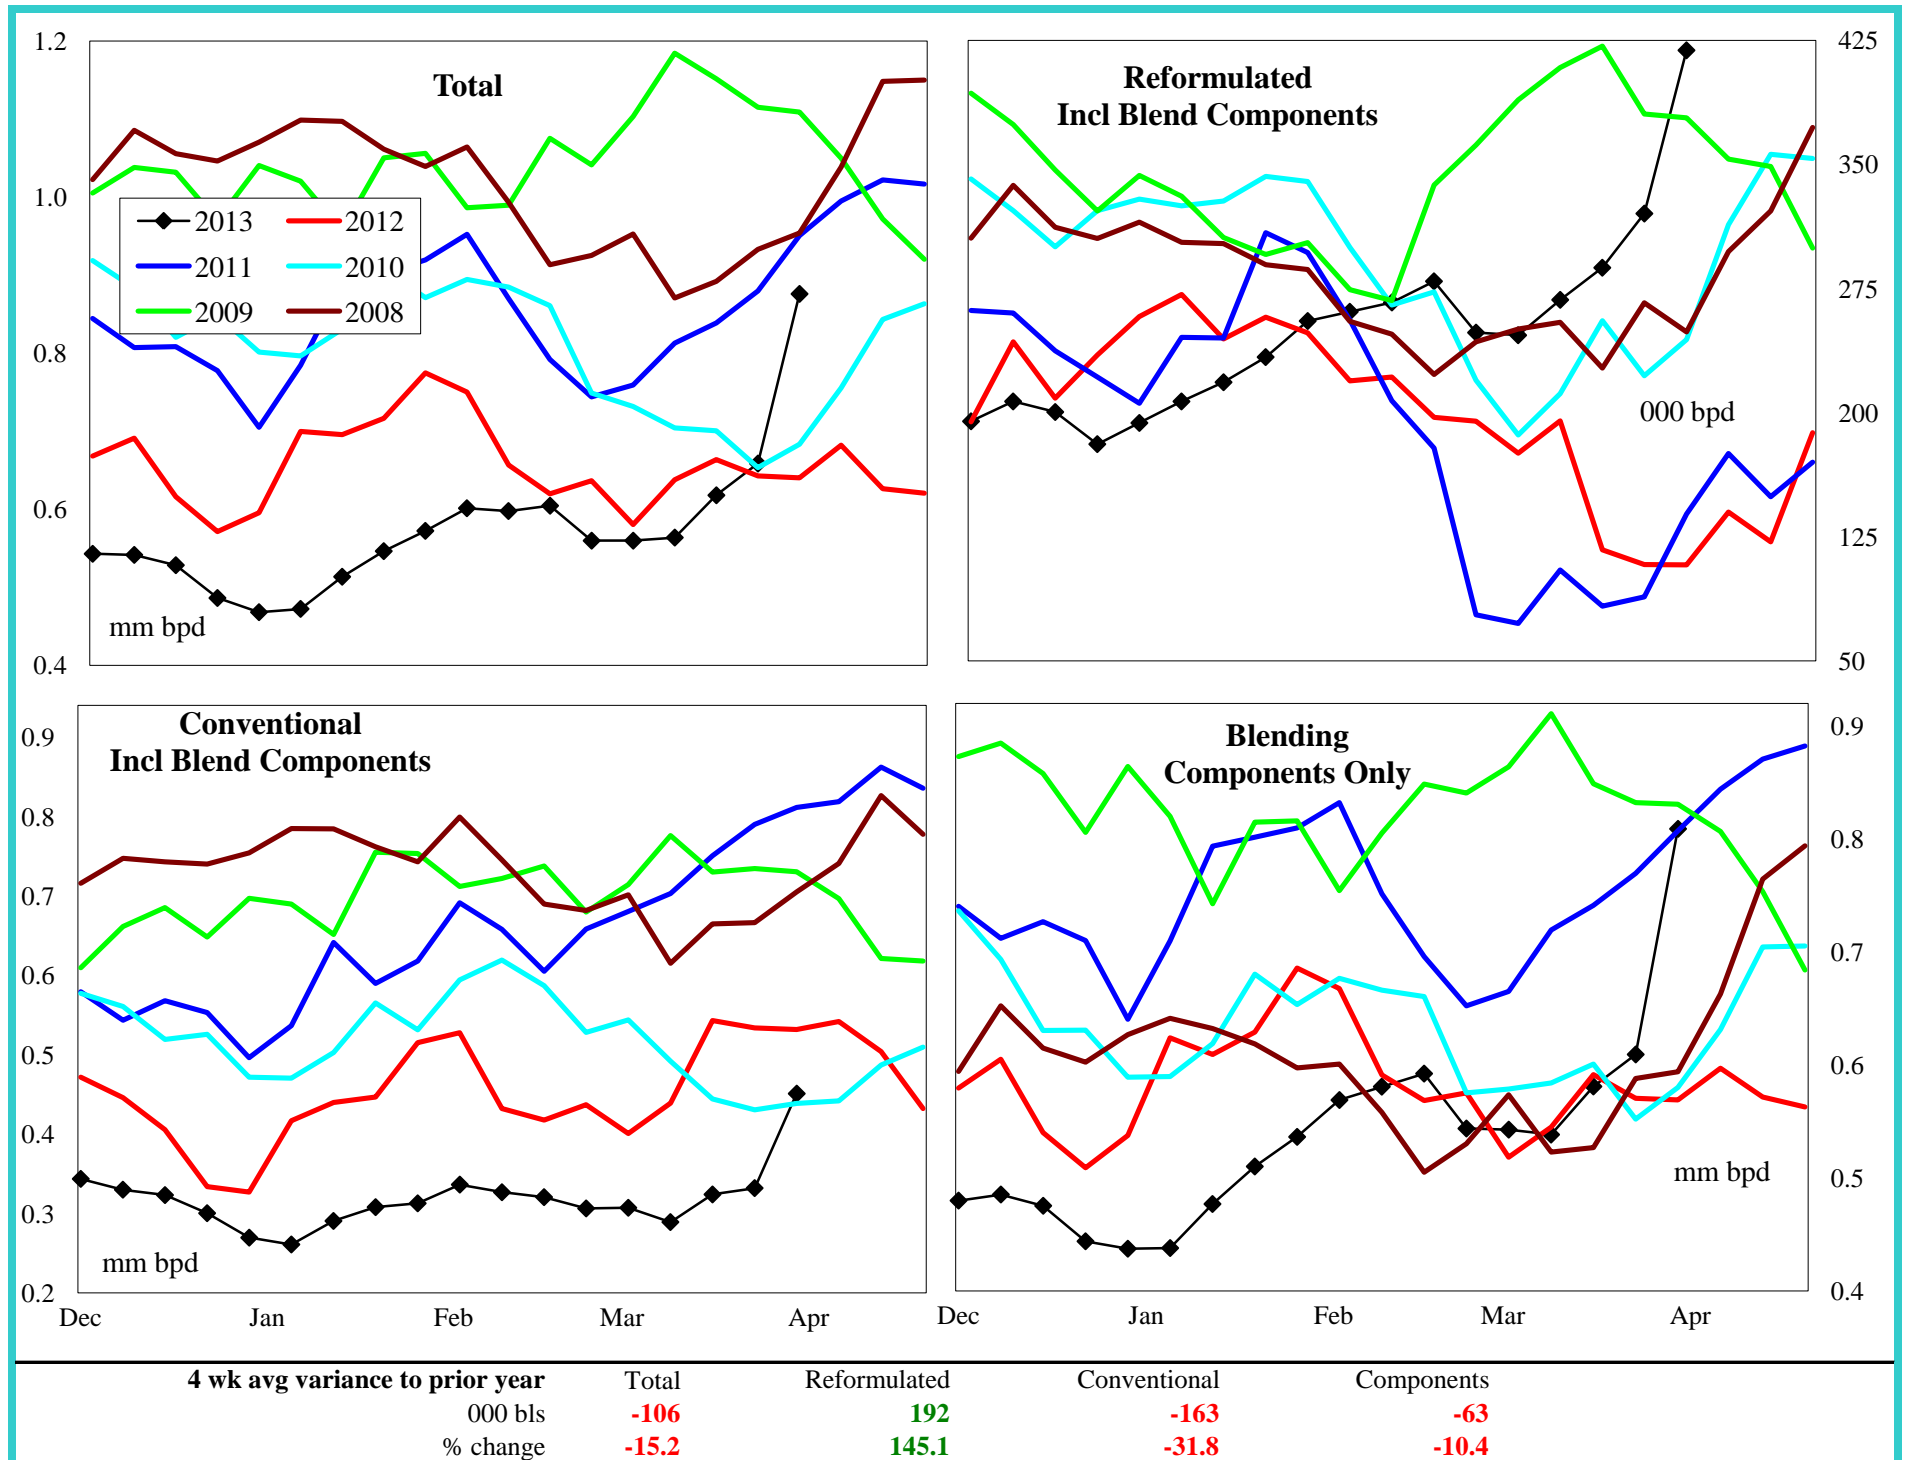 Total
1.2
1.0
0.8
0.6
0.4
2013 2012
2011 2010
2009 2008
mm bpd
Reformulated
Incl Blend Components
425
350
275
200
125
50
000 bpd
Conventional
Incl Blend Components
0.9
0.8
0.7
0.6
0.5
0.4
0.3
0.2
mm bpd
Dec Jan Feb Mar Apr
Blending
Components Only
0.9
0.8
0.7
0.6
0.5
0.4
mm bpd
Dec Jan Feb Mar Apr
4 wk avg variance to prior year Total Reformulated Conventional Components
000 bls -106 192 -163 -63
% change -15.2 145.1 -31.8 -10.4